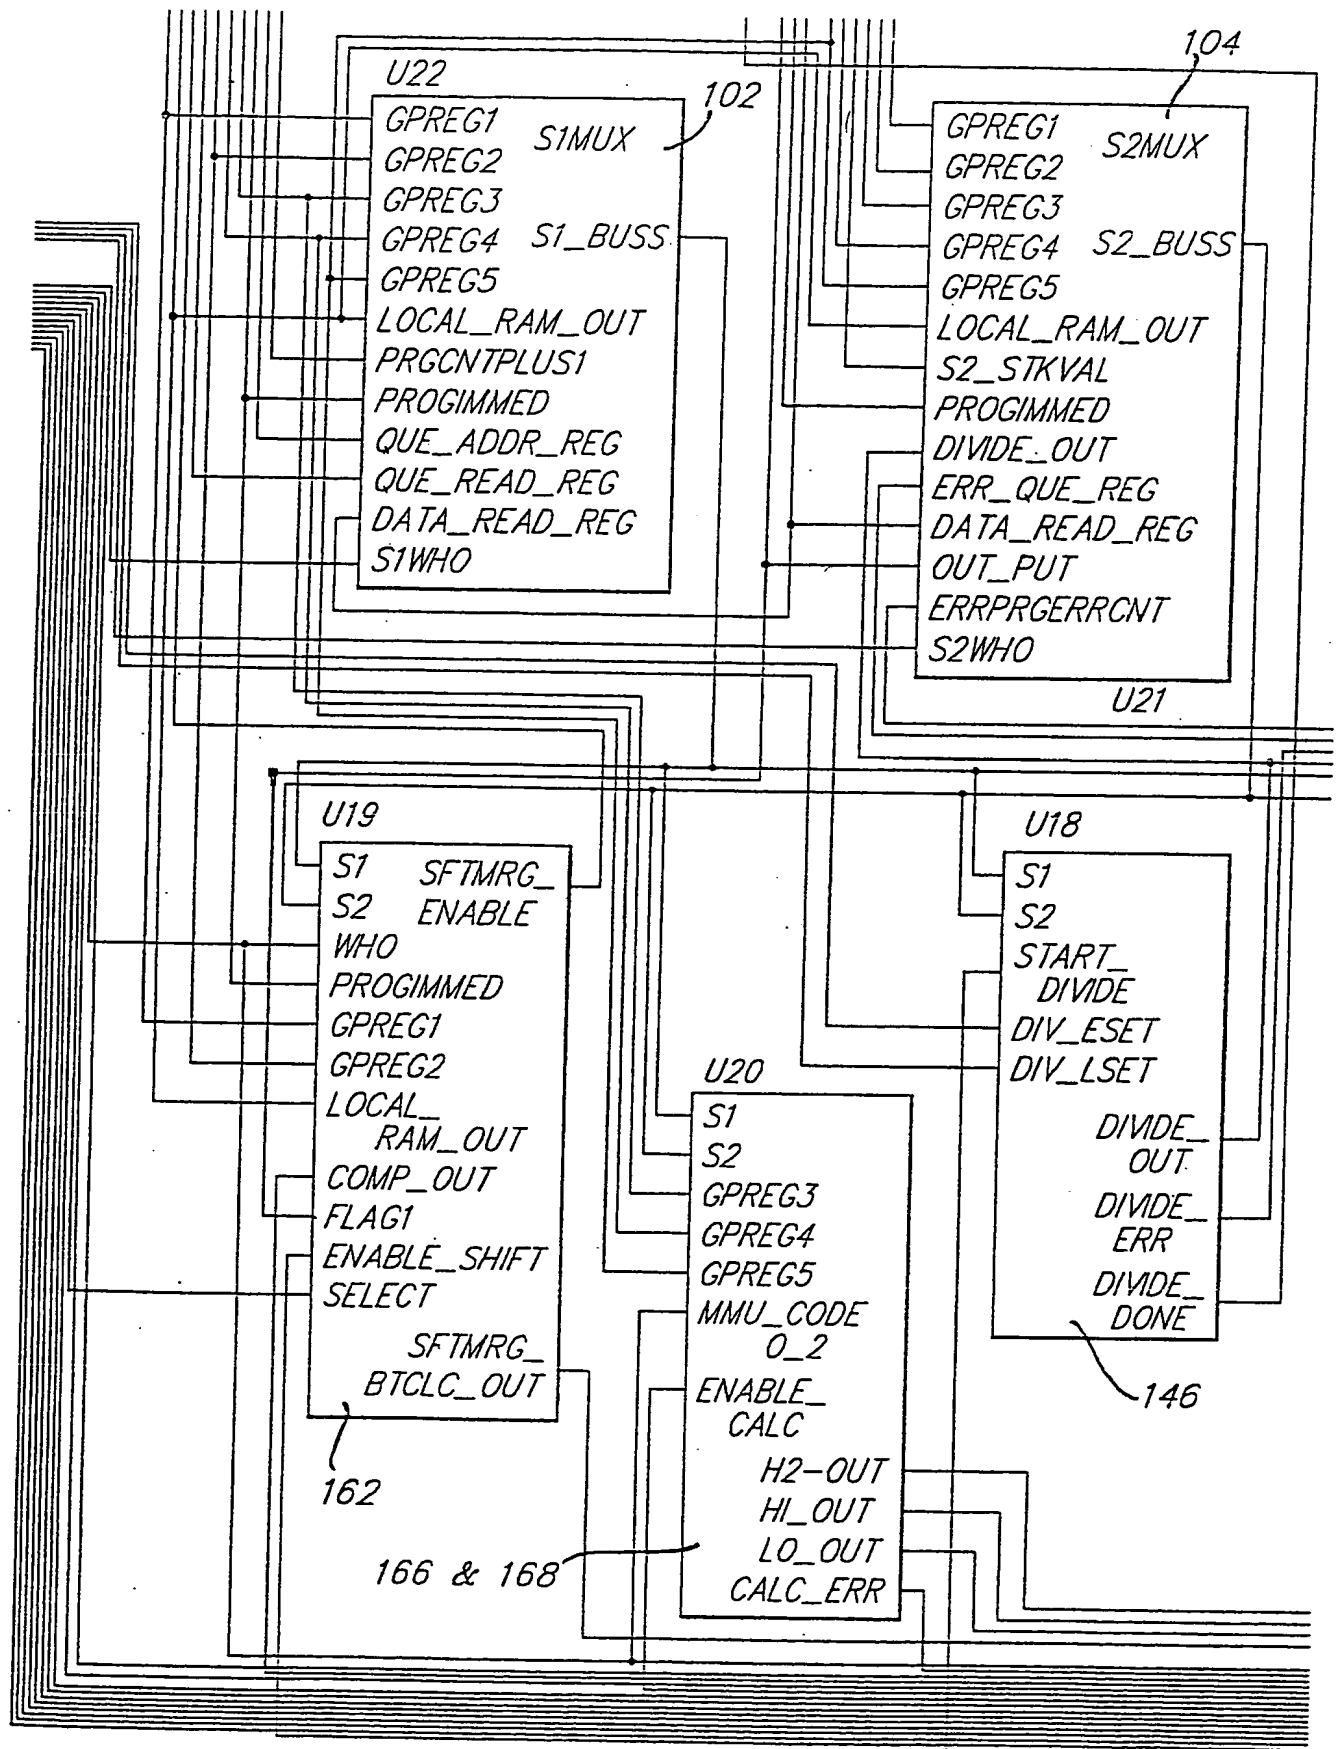 U22
102
GPREG1
S1MUX
GPREG2
GPREG3
GPREG4
S1_BUSS
GPREG5
LOCAL_RAM_OUT
PRGCNTPLUS1
PROGIMMED
QUE_ADDR_REG
QUE_READ_REG
DATA_READ_REG
S1WHO
104
GPREG1
S2MUX
GPREG2
GPREG3
GPREG4
S2_BUSS
GPREG5
LOCAL_RAM_OUT
S2_STKVAL
PROGIMMED
DIVIDE_OUT
ERR_QUE_REG
DATA_READ_REG
OUT_PUT
ERRPRGERRCNT
S2WHO
U21
U19
S1
SFTMRG_
S2
ENABLE
WHO
PROGIMMED
GPREG1
GPREG2
LOCAL_
RAM_OUT
COMP_OUT
FLAG1
ENABLE_SHIFT
SELECT
SFTMRG_
BTCLC_OUT
162
U20
S1
S2
GPREG3
GPREG4
GPREG5
MMU_CODE
0_2
ENABLE_
CALC
H2-OUT
HI_OUT
LO_OUT
CALC_ERR
166 & 168
U18
S1
S2
START_
DIVIDE
DIV_ESET
DIV_LSET
DIVIDE_
OUT
DIVIDE_
ERR
DIVIDE_
DONE
146